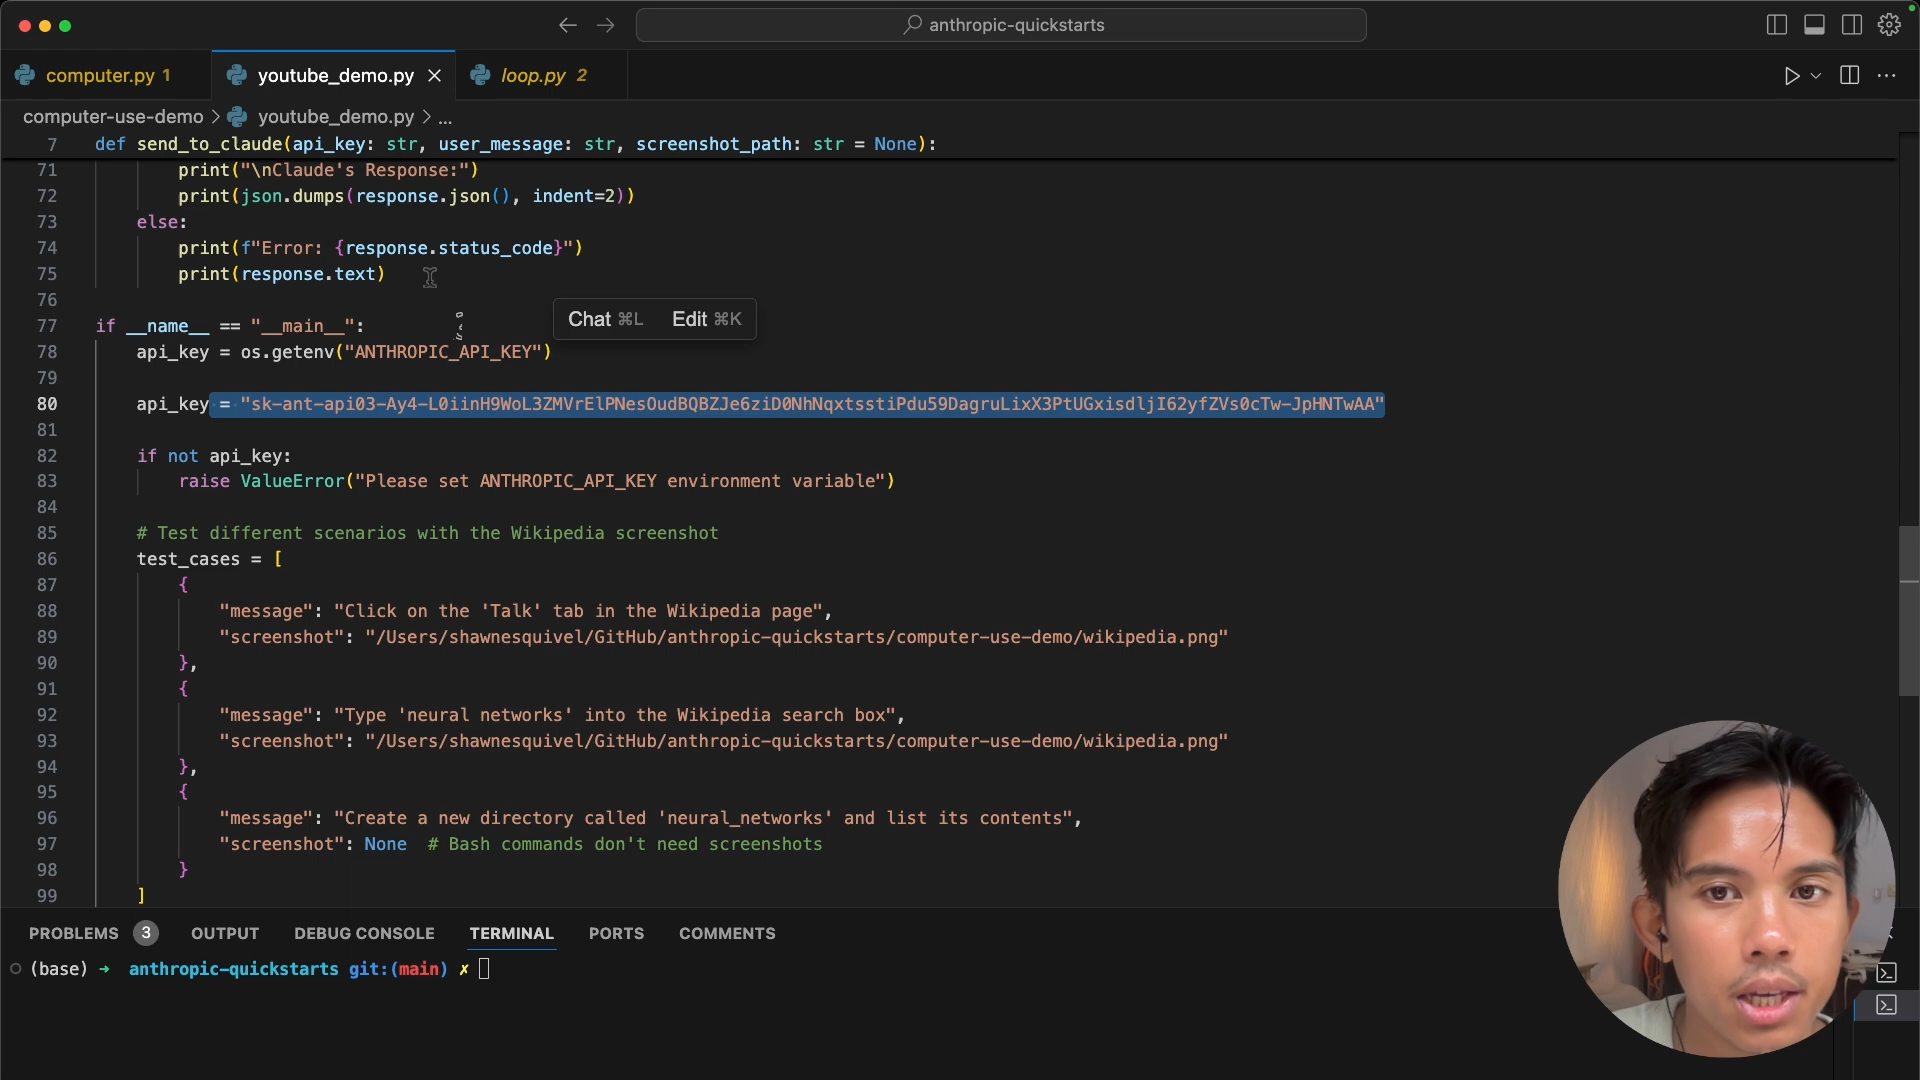 anthropic-quickstarts
computer.py 1
youtube_demo.py
loop.py 2
computer-use-demo > youtube_demo.py > ...
7 def send_to_claude(api_key: str, user_message: str, screenshot_path: str = None):
71 print("\nClaude's Response:")
72 print(json.dumps(response.json(), indent=2))
73 else:
74 print(f"Error: {response.status_code}")
75 print(response.text)
76
Chat ⌘L Edit ⌘K
77 if __name__ == "__main__":
78 api_key = os.getenv("ANTHROPIC_API_KEY")
79
80 api_key = "[API key redacted]"
81
82 if not api_key:
83 raise ValueError("Please set ANTHROPIC_API_KEY environment variable")
84
85 # Test different scenarios with the Wikipedia screenshot
86 test_cases = [
87 {
88 "message": "Click on the 'Talk' tab in the Wikipedia page",
89 "screenshot": "/Users/shawnesquivel/GitHub/anthropic-quickstarts/computer-use-demo/wikipedia.png"
90 },
91 {
92 "message": "Type 'neural networks' into the Wikipedia search box",
93 "screenshot": "/Users/shawnesquivel/GitHub/anthropic-quickstarts/computer-use-demo/wikipedia.png"
94 },
95 {
96 "message": "Create a new directory called 'neural_networks' and list its contents",
97 "screenshot": None # Bash commands don't need screenshots
98 }
99 ]
PROBLEMS 3 OUTPUT DEBUG CONSOLE TERMINAL PORTS COMMENTS
(base) ➜ anthropic-quickstarts git:(main) ✗